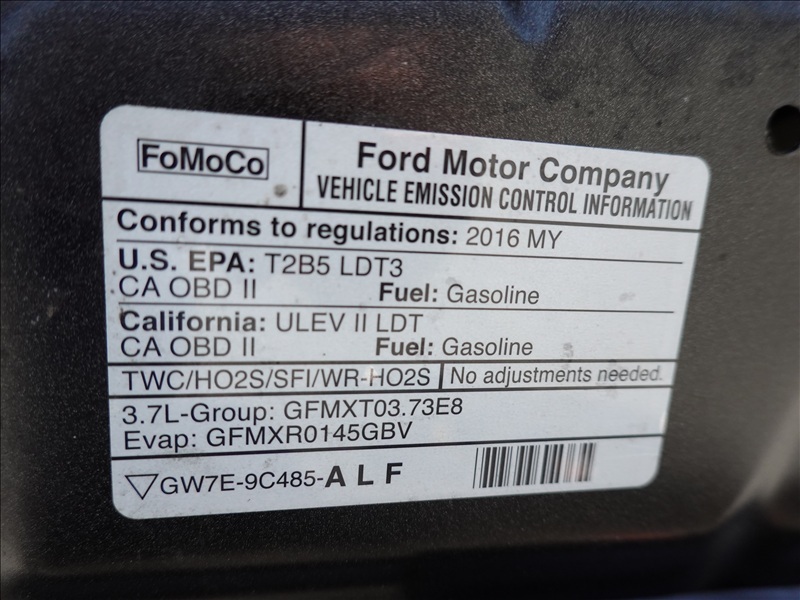 FoMoCo
Ford Motor Company
VEHICLE EMISSION CONTROL INFORMATION
Conforms to regulations: 2016 MY
U.S. EPA: T2B5 LDT3
CA OBD II Fuel: Gasoline
California: ULEV II LDT
CA OBD II Fuel: Gasoline
TWC/HO2S/SFI/WR-HO2S No adjustments needed.
3.7L-Group: GFMXT03.73E8
Evap: GFMXR0145GBV
GW7E-9C485-ALF